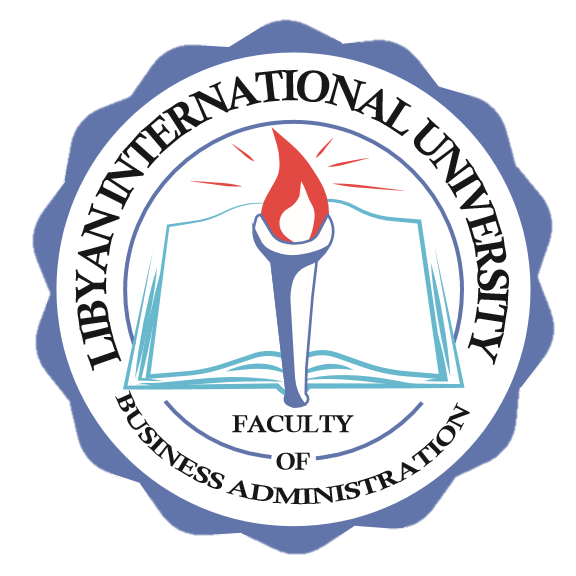 LIBYAN INTERNATIONAL UNIVERSITY
FACULTY
OF
BUSINESS ADMINISTRATION